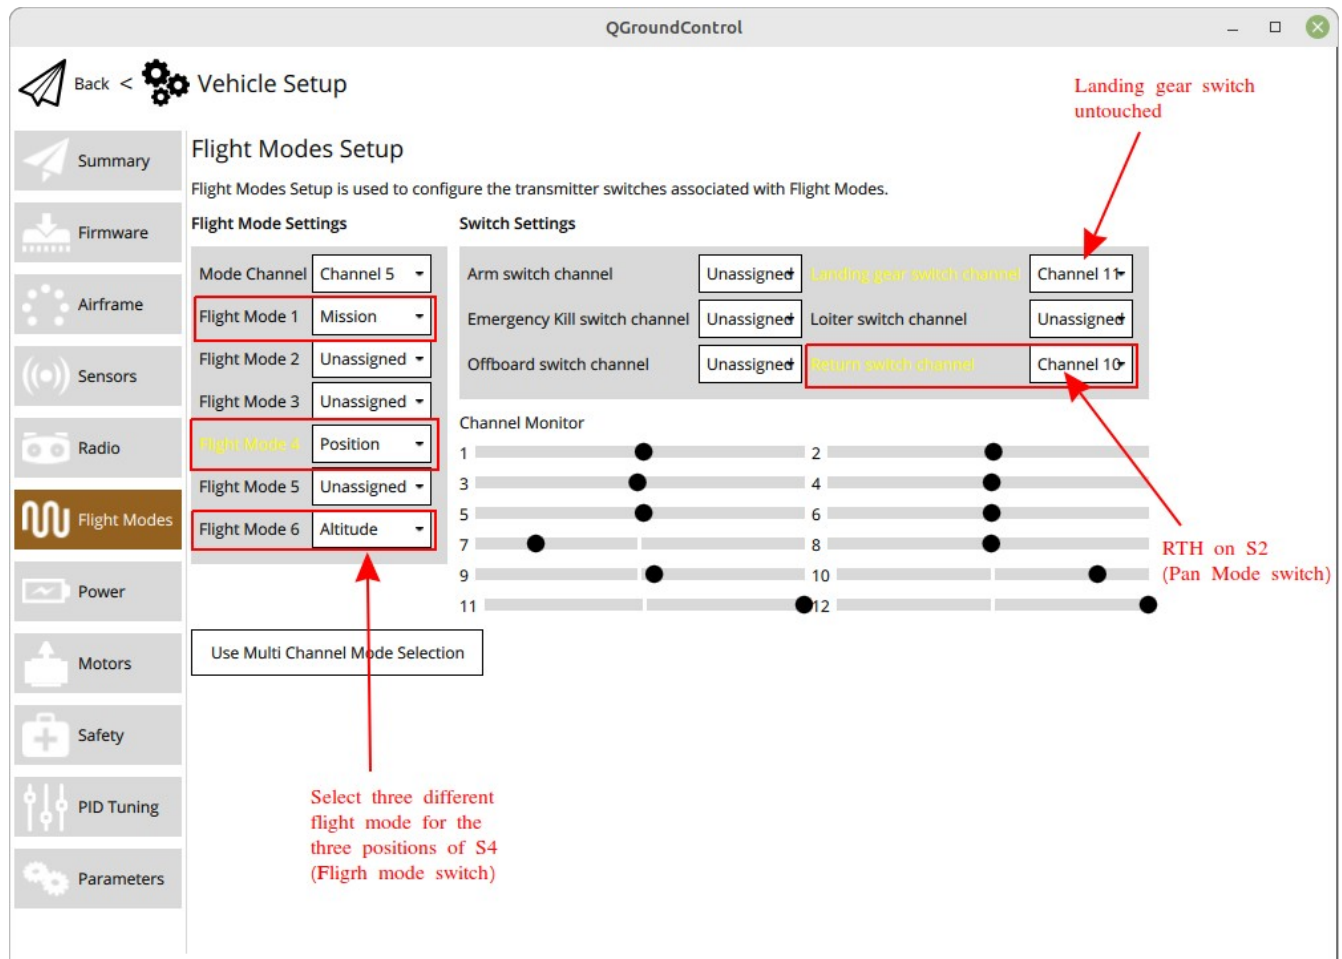 QGroundControl
Back < Vehicle Setup
Landing gear switch
untouched
Summary
Firmware
Airframe
Sensors
Radio
Flight Modes
Power
Motors
Safety
PID Tuning
Parameters
Flight Modes Setup
Flight Modes Setup is used to configure the transmitter switches associated with Flight Modes.
Flight Mode Settings
Mode Channel Channel 5
Flight Mode 1 Mission
Flight Mode 2 Unassigned
Flight Mode 3 Unassigned
Flight Mode 4 Position
Flight Mode 5 Unassigned
Flight Mode 6 Altitude
Switch Settings
Arm switch channel Unassigned Landing gear switch channel Channel 11
Emergency Kill switch channel Unassigned Loiter switch channel Unassigned
Offboard switch channel Unassigned Return switch channel Channel 10
Channel Monitor
1 2
3 4
5 6
7 8
9 10
11 12
RTH on S2
(Pan Mode switch)
Use Multi Channel Mode Selection
Select three different
flight mode for the
three positions of S4
(Fligrh mode switch)